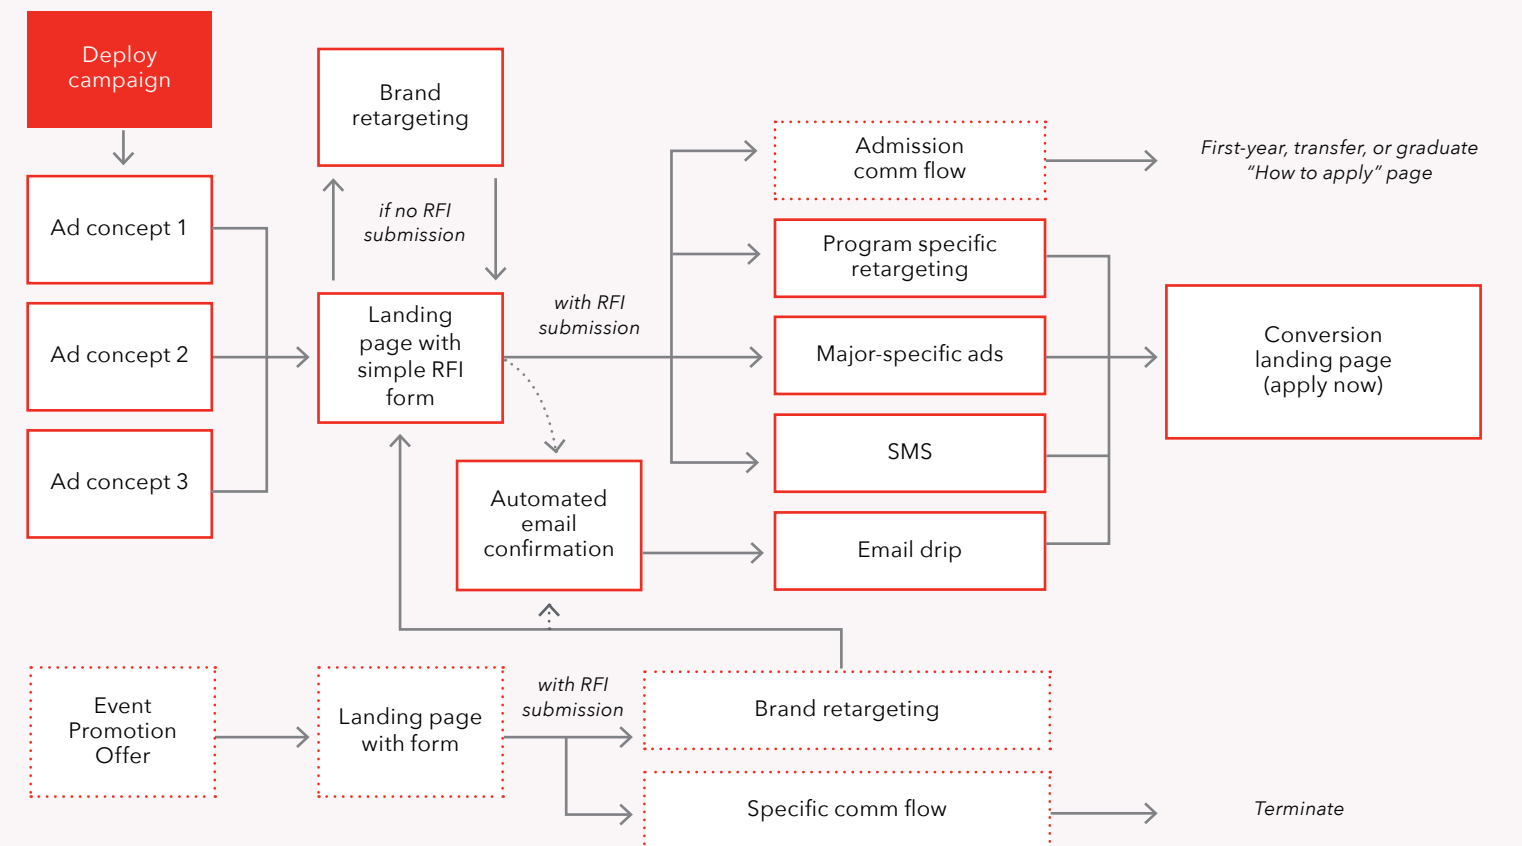 Deploy
campaign
Brand
retargeting
Admission
comm flow
First-year, transfer, or graduate
“How to apply” page
Ad concept 1
if no RFI
submission
Program specific
retargeting
Landing
page with
simple RFI
form
with RFI
submission
Ad concept 2
Major-specific ads
Conversion
landing page
(apply now)
Ad concept 3
SMS
Automated
email
confirmation
Email drip
Event
Promotion
Offer
Landing page
with form
with RFI
submission
Brand retargeting
Specific comm flow
Terminate